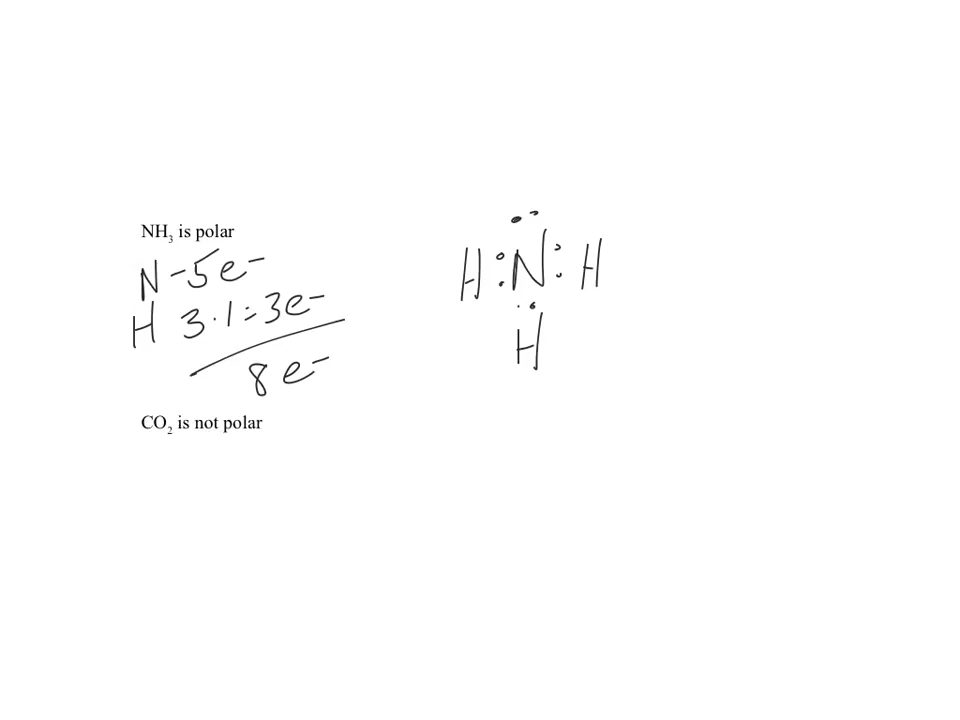 NH₃ is polar
N - 5e-
H 3·1=3e-
8e-
H:N:H
H
CO₂ is not polar